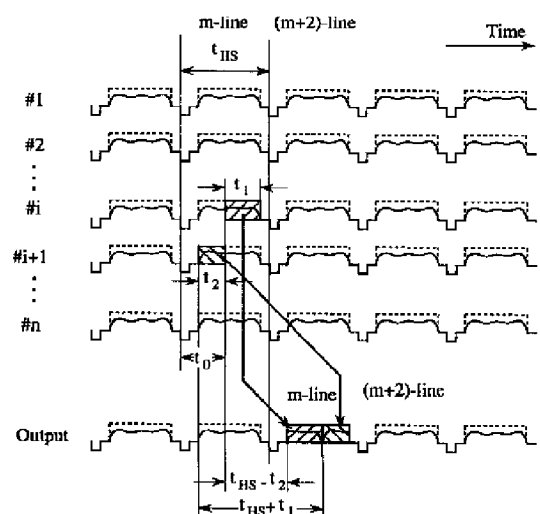 m-line (m+2)-line
Time
t_HS
#1
#2
⋮
t_1
#i
#i+1
⋮
t_2
#n
t_0
m-line (m+2)-line
Output
t_HS - t_2
t_HS + t_1